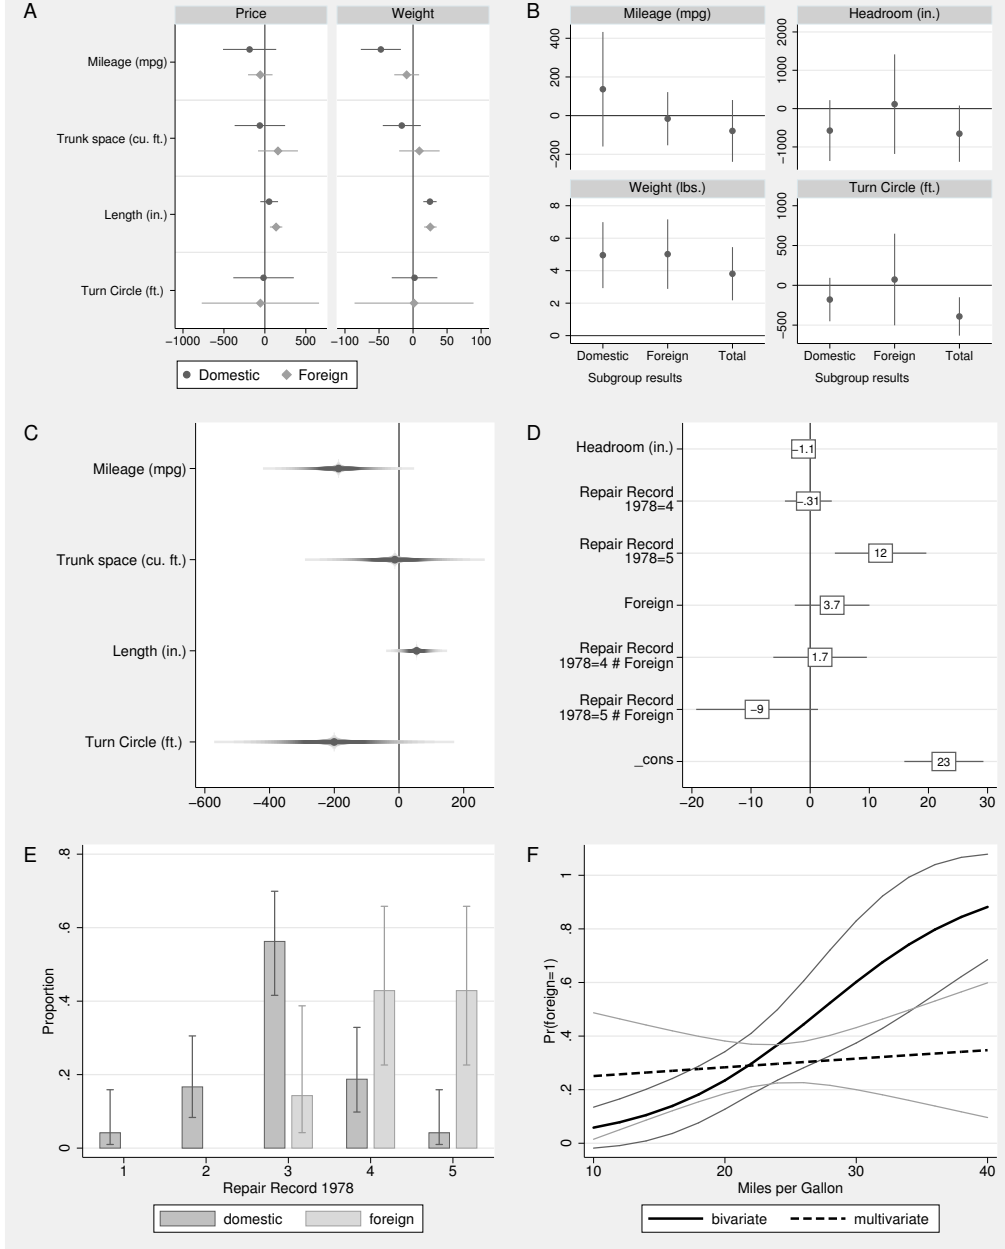 A
Price
Weight
Mileage (mpg)
Trunk space (cu. ft.)
Length (in.)
Turn Circle (ft.)
−1000 −500 0 500
−100 −50 0 50 100
Domestic
Foreign
B
Mileage (mpg)
Headroom (in.)
400
200
0
−200
2000
1000
0
−1000
Weight (lbs.)
Turn Circle (ft.)
8
6
4
2
0
1000
500
0
−500
Domestic Foreign Total
Domestic Foreign Total
Subgroup results
Subgroup results
C
Mileage (mpg)
Trunk space (cu. ft.)
Length (in.)
Turn Circle (ft.)
−600 −400 −200 0 200
D
Headroom (in.)
−1.1
Repair Record
1978=4
−.31
Repair Record
1978=5
12
Foreign
3.7
Repair Record
1978=4 # Foreign
1.7
Repair Record
1978=5 # Foreign
−9
_cons
23
−20 −10 0 10 20 30
E
.8
.6
.4
.2
0
Proportion
1 2 3 4 5
Repair Record 1978
domestic
foreign
F
1
.8
.6
.4
.2
0
Pr(foreign=1)
10 20 30 40
Miles per Gallon
bivariate
multivariate